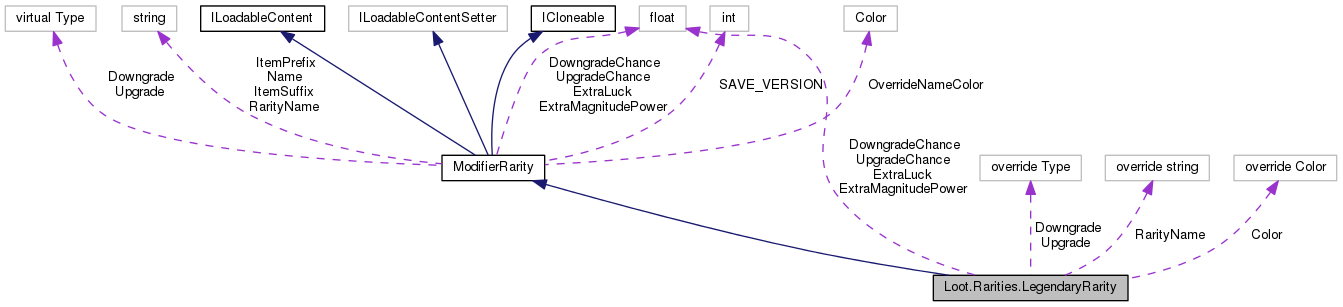 virtual Type
string
ILoadableContent
ILoadableContentSetter
ICloneable
float
int
Color
Downgrade
Upgrade
ItemPrefix
Name
ItemSuffix
RarityName
DowngradeChance
UpgradeChance
ExtraLuck
ExtraMagnitudePower
SAVE_VERSION
OverrideNameColor
ModifierRarity
DowngradeChance
UpgradeChance
ExtraLuck
ExtraMagnitudePower
override Type
override string
override Color
Downgrade
Upgrade
RarityName
Color
Loot.Rarities.LegendaryRarity